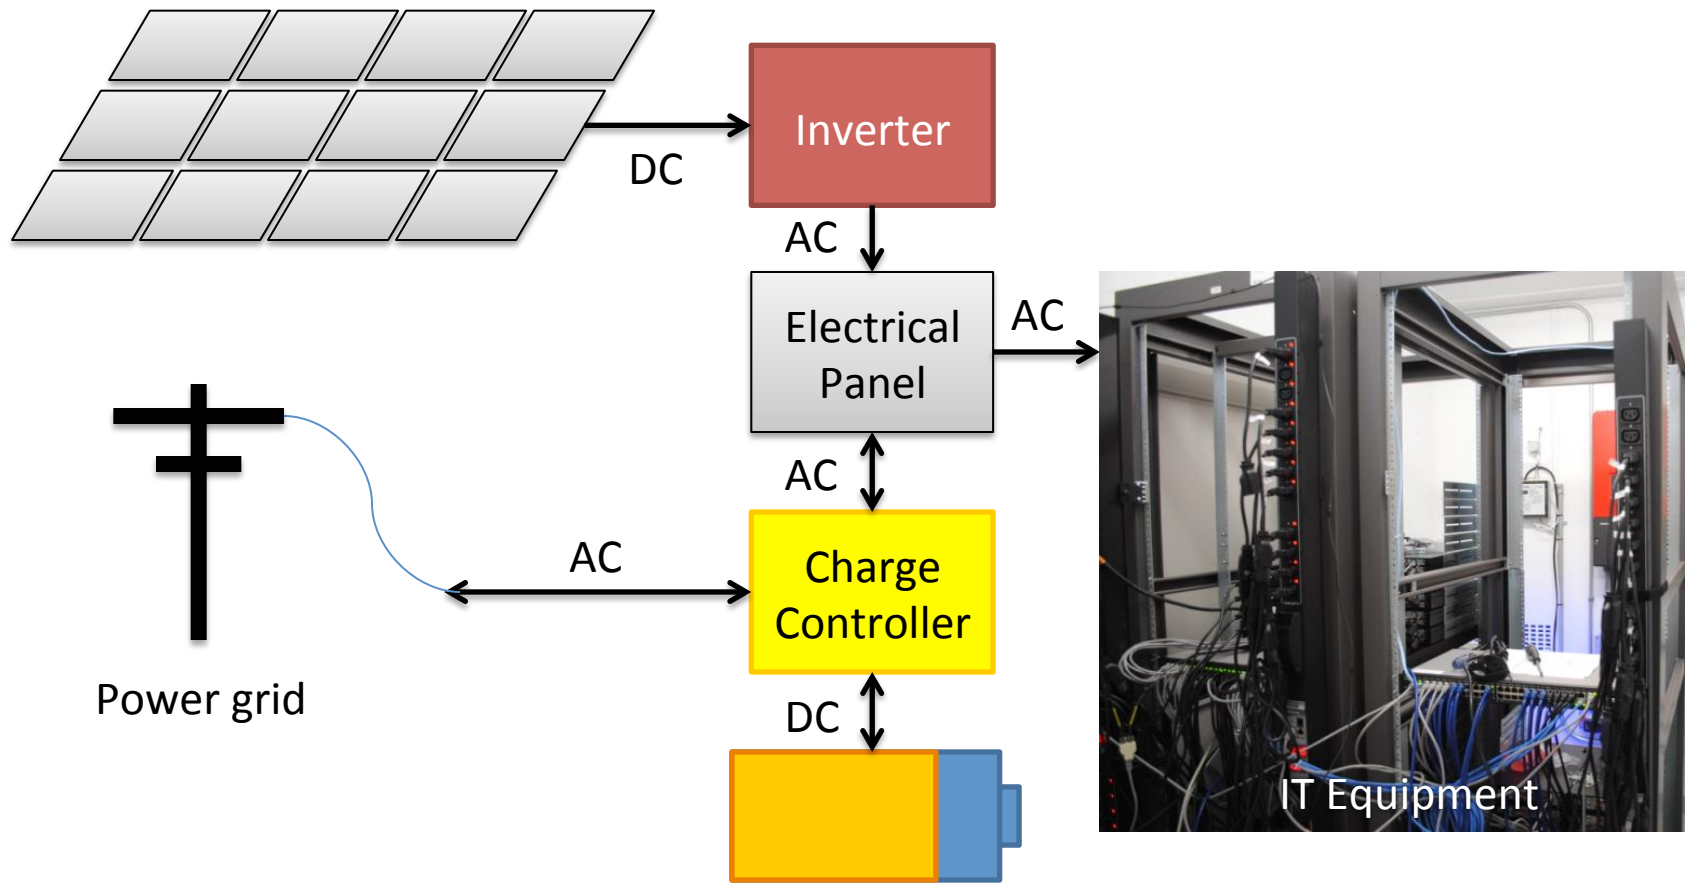 Inverter
DC
AC
Electrical
Panel
AC
AC
Charge
Controller
AC
Power grid
DC
IT Equipment